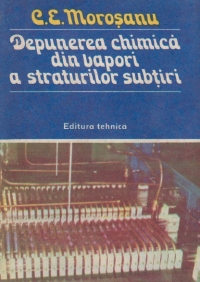 C.E. Moroșanu
Depunerea chimică
din vapori
a straturilor subțiri
Editura tehnica